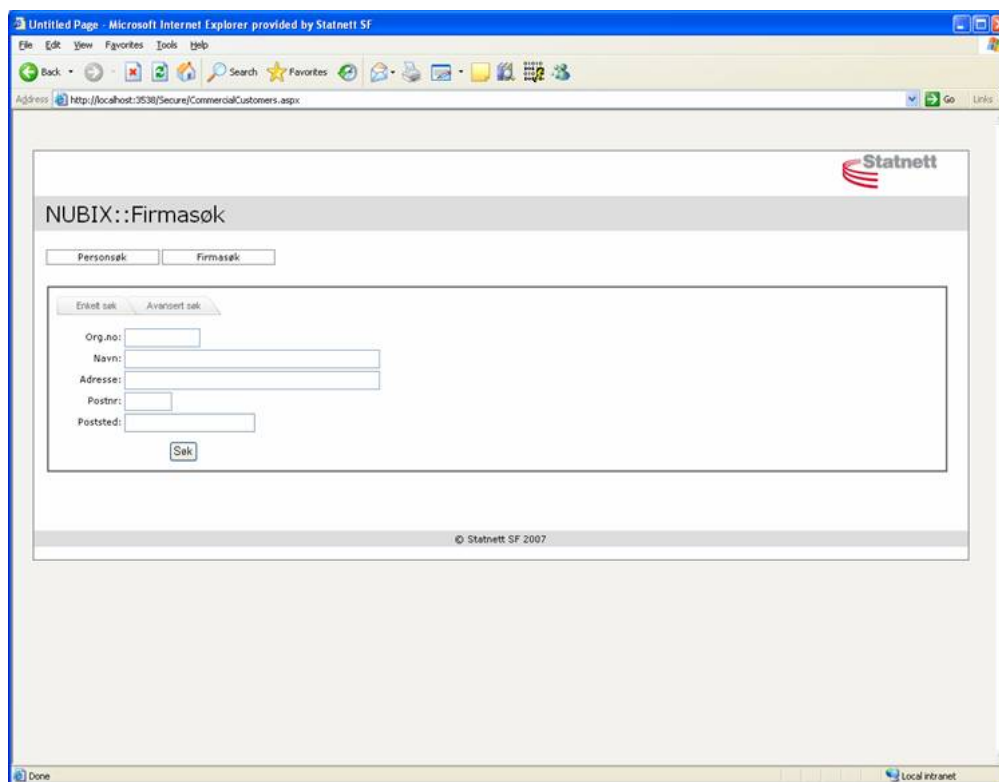 Untitled Page - Microsoft Internet Explorer provided by Statnett SF
File Edit View Favorites Tools Help
Back Search Favorites
Address http://localhost:3538/Secure/CommercialCustomers.aspx Go Links
Statnett
NUBIX::Firmasøk
Personsøk Firmasøk
Enkelt søk Avansert søk
Org.no:
Navn:
Adresse:
Postnr:
Poststed:
Søk
© Statnett SF 2007
Done Local intranet